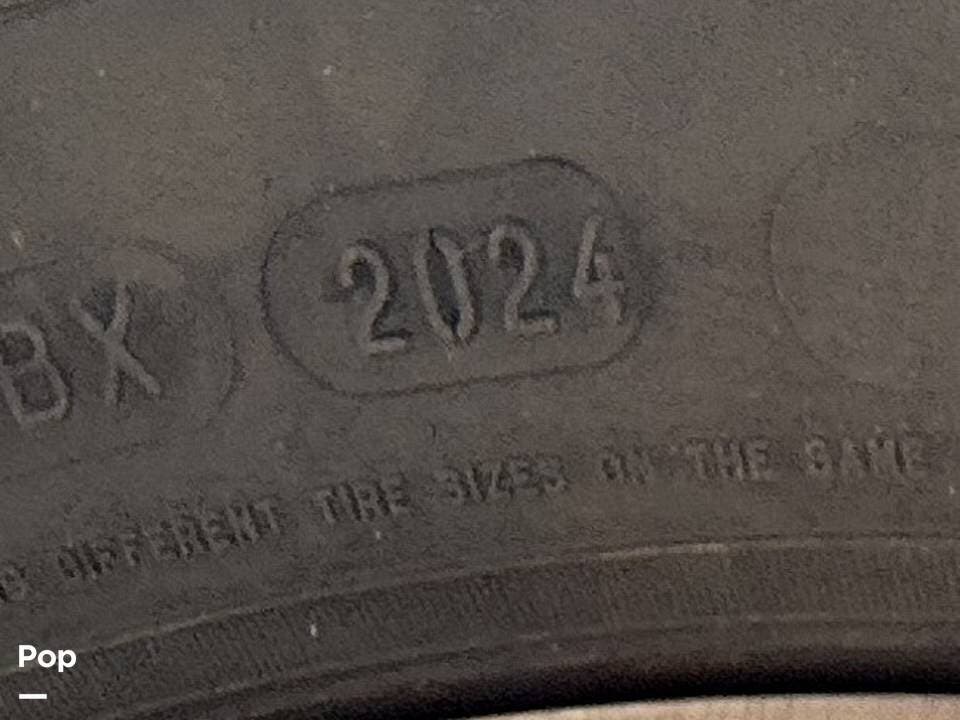 BX 2024
DIFFERENT TIRE SIZES ON THE SAME
Pop